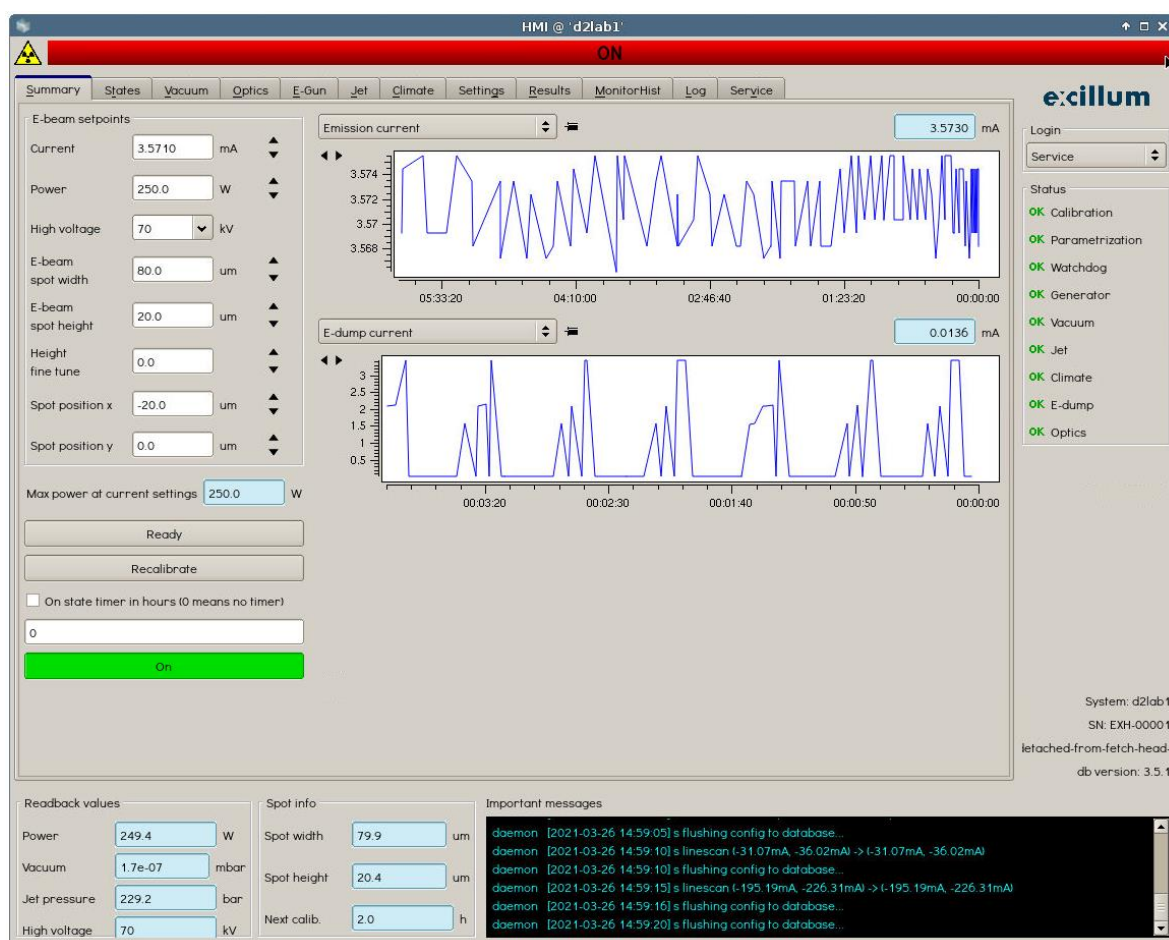 HMI @ 'd2lab1'
ON
Summary States Vacuum Optics E-Gun Jet Climate Settings Results MonitorHist Log Service
excillum
E-beam setpoints
Current 3.5710 mA
Power 250.0 W
High voltage 70 kV
E-beam
spot width 80.0 um
E-beam
spot height 20.0 um
Height
fine tune 0.0
Spot position x -20.0 um
Spot position y 0.0 um
Max power at current settings 250.0 W
Ready
Recalibrate
On state timer in hours (0 means no timer)
0
On
Emission current 3.5730 mA
3.574
3.572
3.57
3.568
05:33:20 04:10:00 02:46:40 01:23:20 00:00:00
E-dump current 0.0136 mA
3
2.5
2
1.5
1
0.5
00:03:20 00:02:30 00:01:40 00:00:50 00:00:00
Login
Service
Status
OK Calibration
OK Parametrization
OK Watchdog
OK Generator
OK Vacuum
OK Jet
OK Climate
OK E-dump
OK Optics
System: d2lab1
SN: EXH-00001
letached-from-fetch-head-
db version: 3.5.1
Readback values
Power 249.4 W
Vacuum 1.7e-07 mbar
Jet pressure 229.2 bar
High voltage 70 kV
Spot info
Spot width 79.9 um
Spot height 20.4 um
Next calib. 2.0 h
Important messages
daemon [2021-03-26 14:59:05] s flushing config to database...
daemon [2021-03-26 14:59:10] s linescan (-31.07mA, -36.02mA) -> (-31.07mA, -36.02mA)
daemon [2021-03-26 14:59:10] s flushing config to database...
daemon [2021-03-26 14:59:15] s linescan (-195.19mA, -226.31mA) -> (-195.19mA, -226.31mA)
daemon [2021-03-26 14:59:16] s flushing config to database...
daemon [2021-03-26 14:59:20] s flushing config to database...